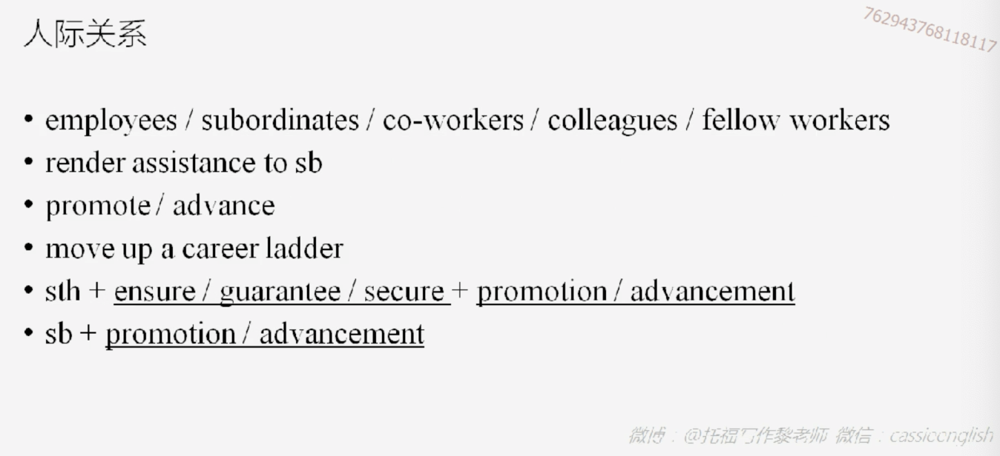 人际关系
762943768118117
• employees / subordinates / co-workers / colleagues / fellow workers
• render assistance to sb
• promote / advance
• move up a career ladder
• sth + ensure / guarantee / secure + promotion / advancement
• sb + promotion / advancement
微博：@托福写作黎老师 微信：